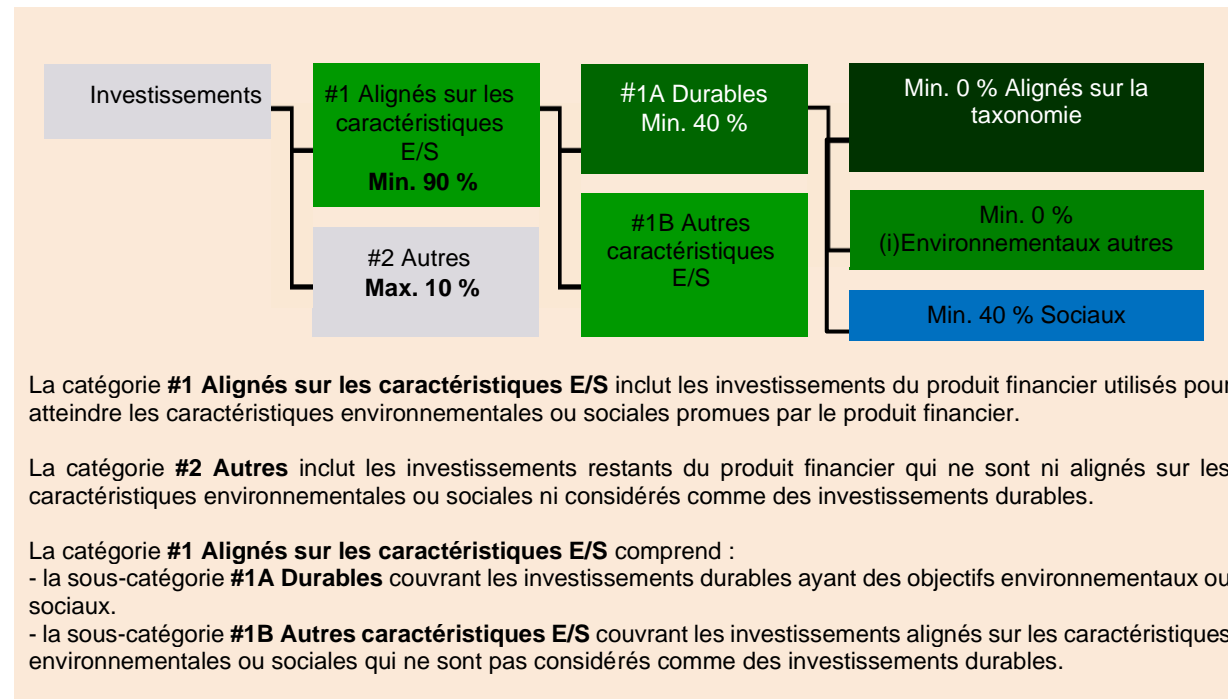 Investissements
#1 Alignés sur les
caractéristiques
E/S
Min. 90 %
#2 Autres
Max. 10 %
#1A Durables
Min. 40 %
#1B Autres
caractéristiques
E/S
Min. 0 % Alignés sur la
taxonomie
Min. 0 %
(i)Environnementaux autres
Min. 40 % Sociaux
La catégorie #1 Alignés sur les caractéristiques E/S inclut les investissements du produit financier utilisés pour
atteindre les caractéristiques environnementales ou sociales promues par le produit financier.
La catégorie #2 Autres inclut les investissements restants du produit financier qui ne sont ni alignés sur les
caractéristiques environnementales ou sociales ni considérés comme des investissements durables.
La catégorie #1 Alignés sur les caractéristiques E/S comprend :
- la sous-catégorie #1A Durables couvrant les investissements durables ayant des objectifs environnementaux ou
sociaux.
- la sous-catégorie #1B Autres caractéristiques E/S couvrant les investissements alignés sur les caractéristiques
environnementales ou sociales qui ne sont pas considérés comme des investissements durables.